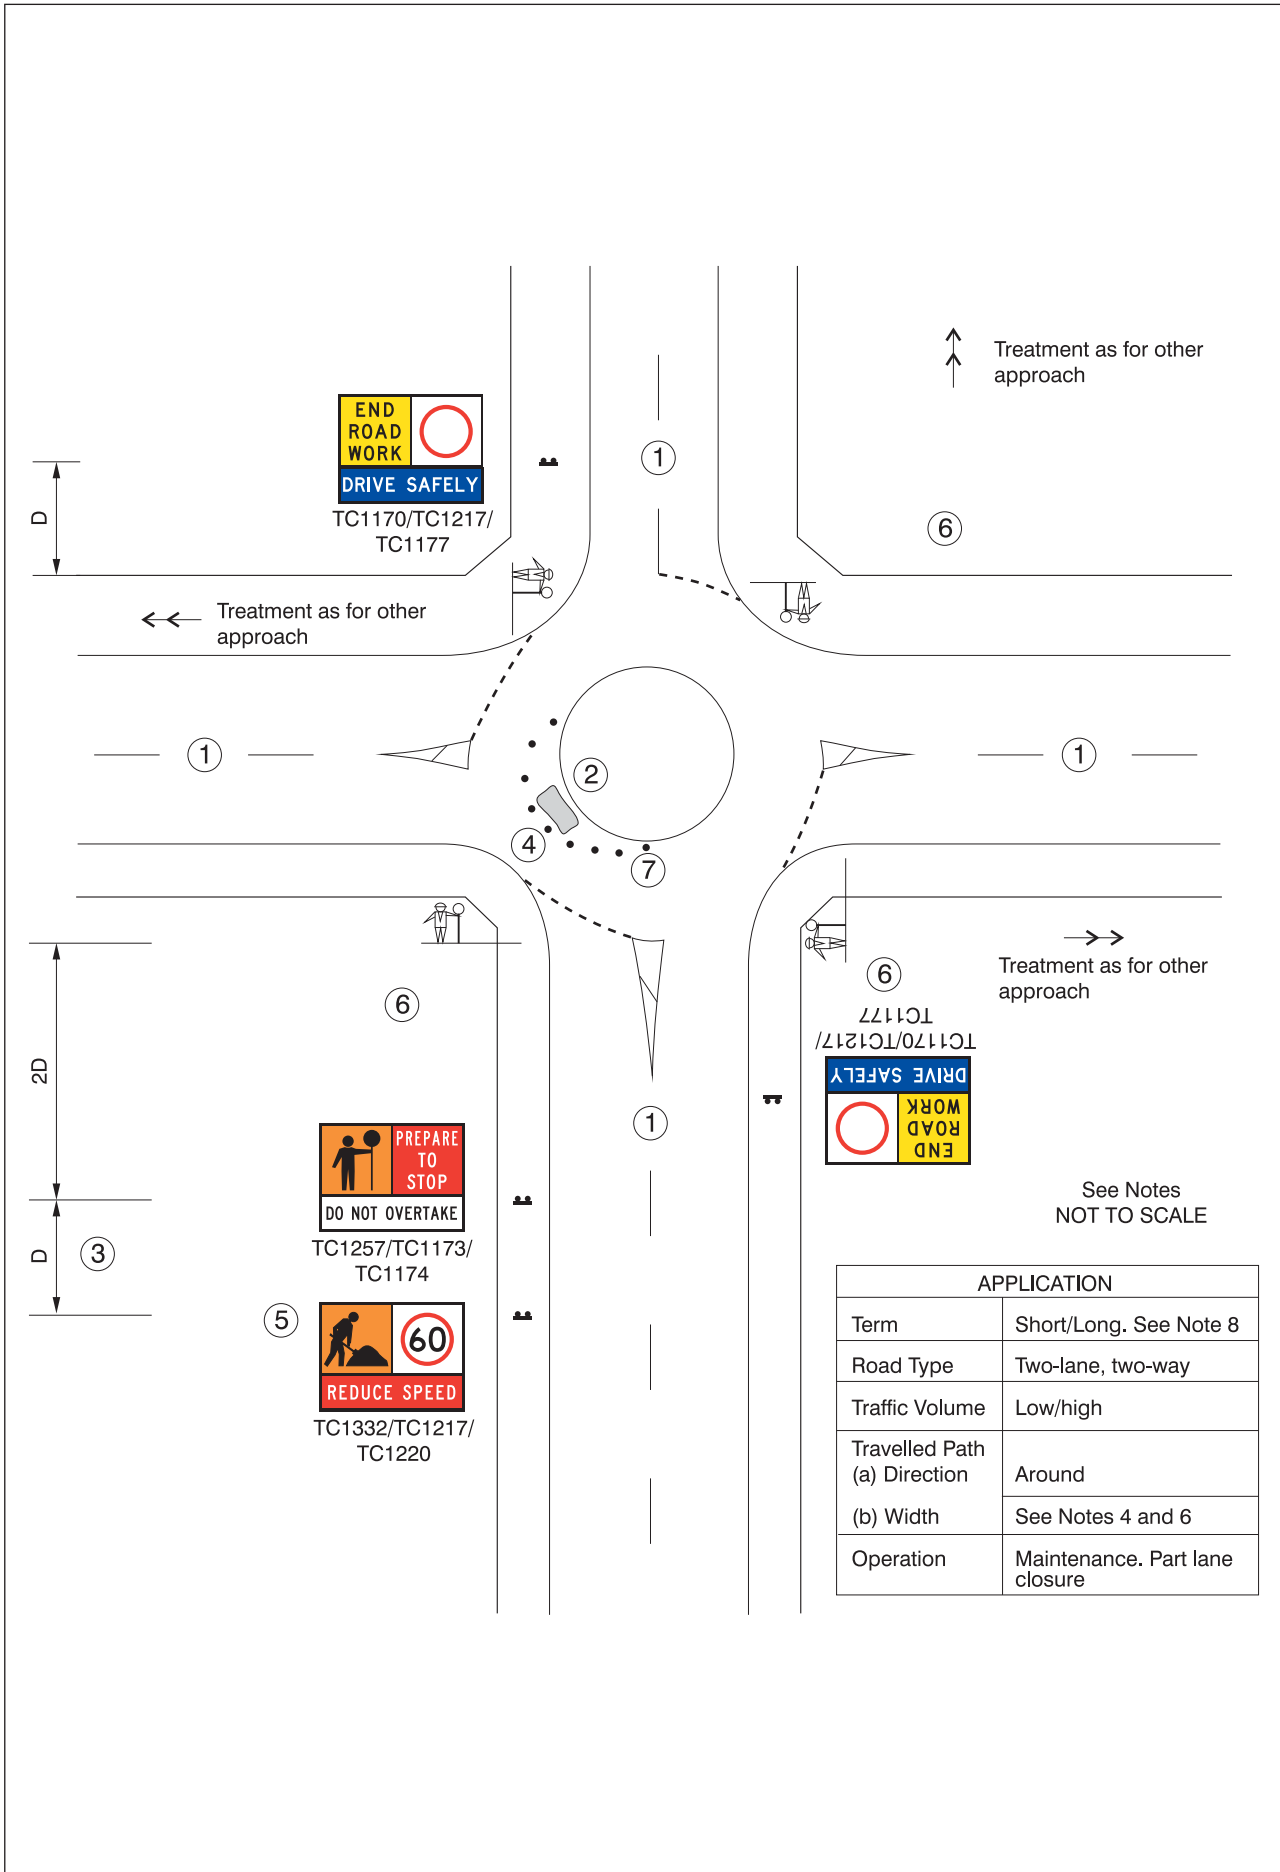 Treatment as for other
approach
END
ROAD
WORK
DRIVE SAFELY
TC1170/TC1217/
TC1177
1
D
6
Treatment as for other
approach
1
2
1
4
7
6
6
Treatment as for other
approach
TC1170/TC1217/
TC1177
DRIVE SAFELY
END
ROAD
WORK
2D
1
PREPARE
TO
STOP
DO NOT OVERTAKE
TC1257/TC1173/
TC1174
See Notes
NOT TO SCALE
D
3
5
60
REDUCE SPEED
TC1332/TC1217/
TC1220
APPLICATION
Term Short/Long. See Note 8
Road Type Two-lane, two-way
Traffic Volume Low/high
Travelled Path
(a) Direction Around
(b) Width See Notes 4 and 6
Operation Maintenance. Part lane
closure